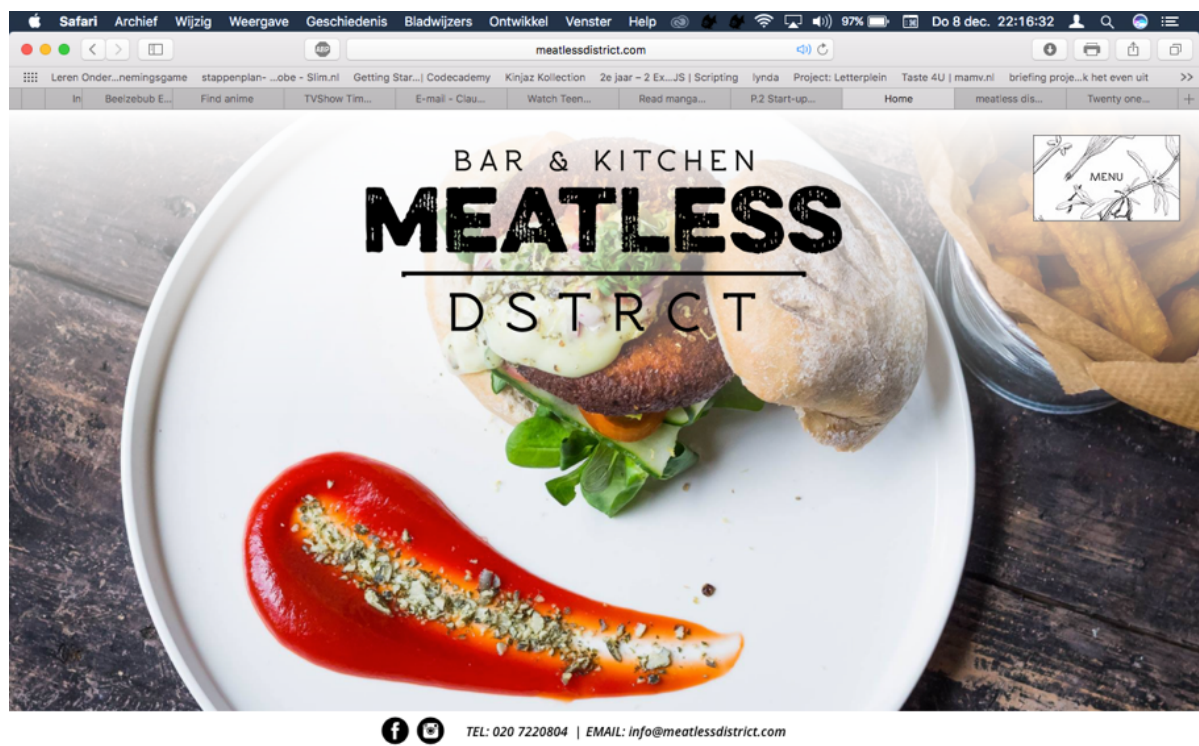 Safari Archief Wijzig Weergave Geschiedenis Bladwijzers Ontwikkel Venster Help 97% Do 8 dec. 22:16:32
ABP meatlessdistrict.com
Leren Onder...nemingsgame stappenplan- ...obe - Slim.nl Getting Star...| Codecademy Kinjaz Kollection 2e jaar – 2 Ex...JS | Scripting lynda Project: Letterplein Taste 4U | mamv.nl briefing proje...k het even uit >>
In Beelzebub E... Find anime TVShow Tim... E-mail - Clau... Watch Teen... Read manga... P.2 Start-up... Home meatless dis... Twenty one... +
BAR & KITCHEN
MEATLESS
DSTRCT
MENU
TEL: 020 7220804 | EMAIL: info@meatlessdistrict.com